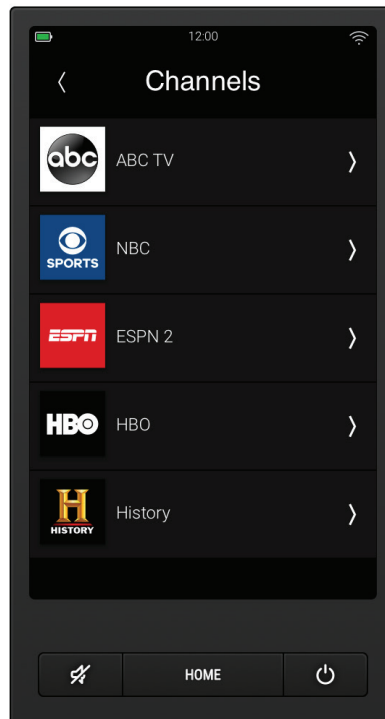 12:00
Channels
abc
ABC TV
SPORTS
NBC
ESPN
ESPN 2
HBO
HBO
HISTORY
History
HOME